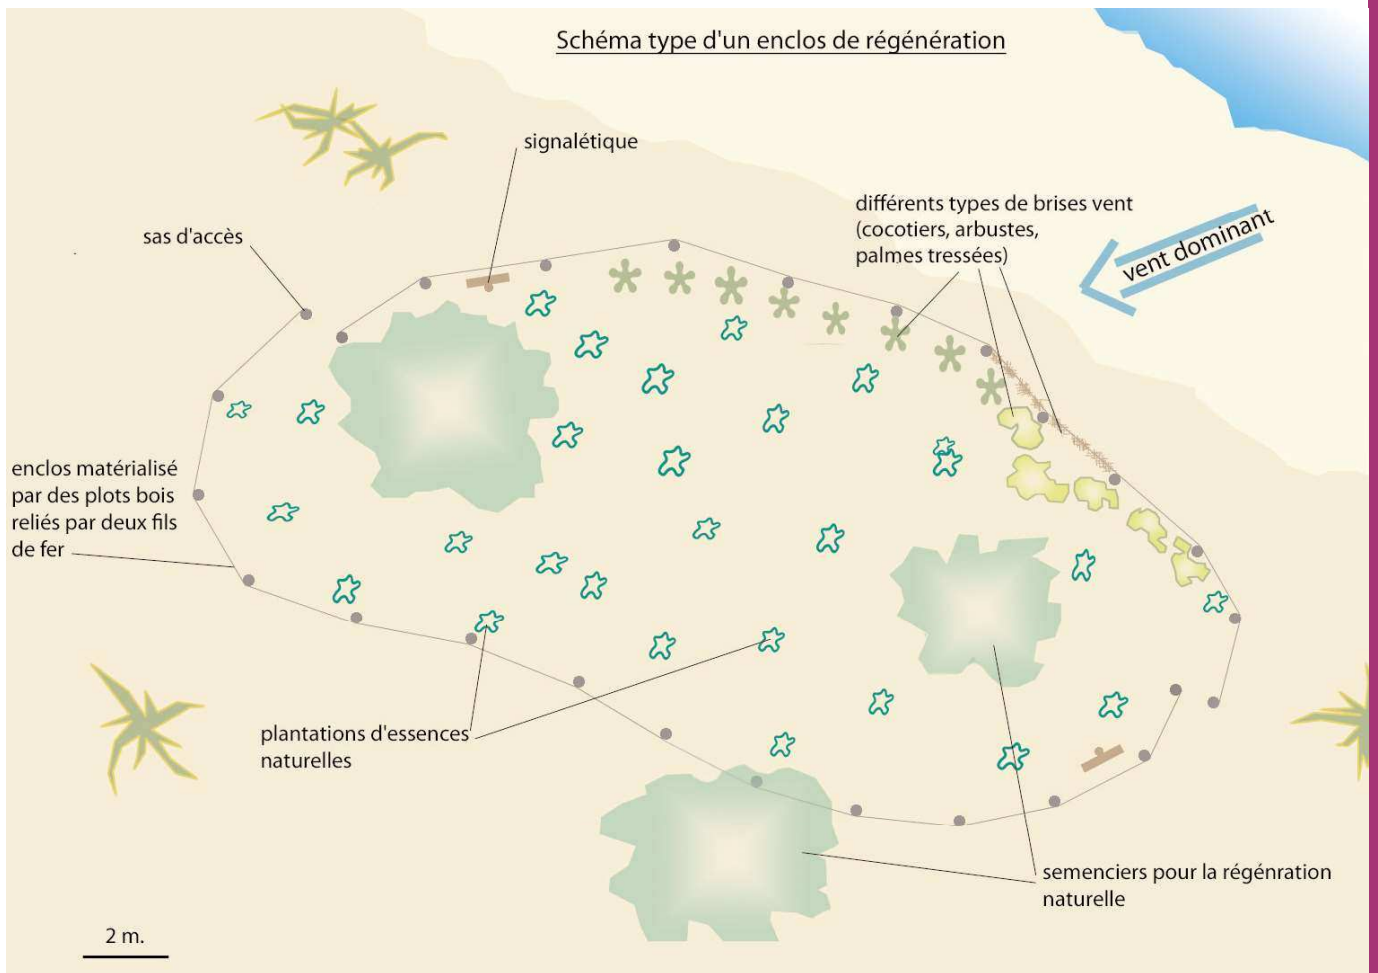 Schéma type d'un enclos de régénération
signalétique
différents types de brises vent
(cocotiers, arbustes,
palmes tressées)
vent dominant
sas d'accès
enclos matérialisé
par des plots bois
reliés par deux fils
de fer
plantations d'essences
naturelles
semenciers pour la régénration
naturelle
2 m.